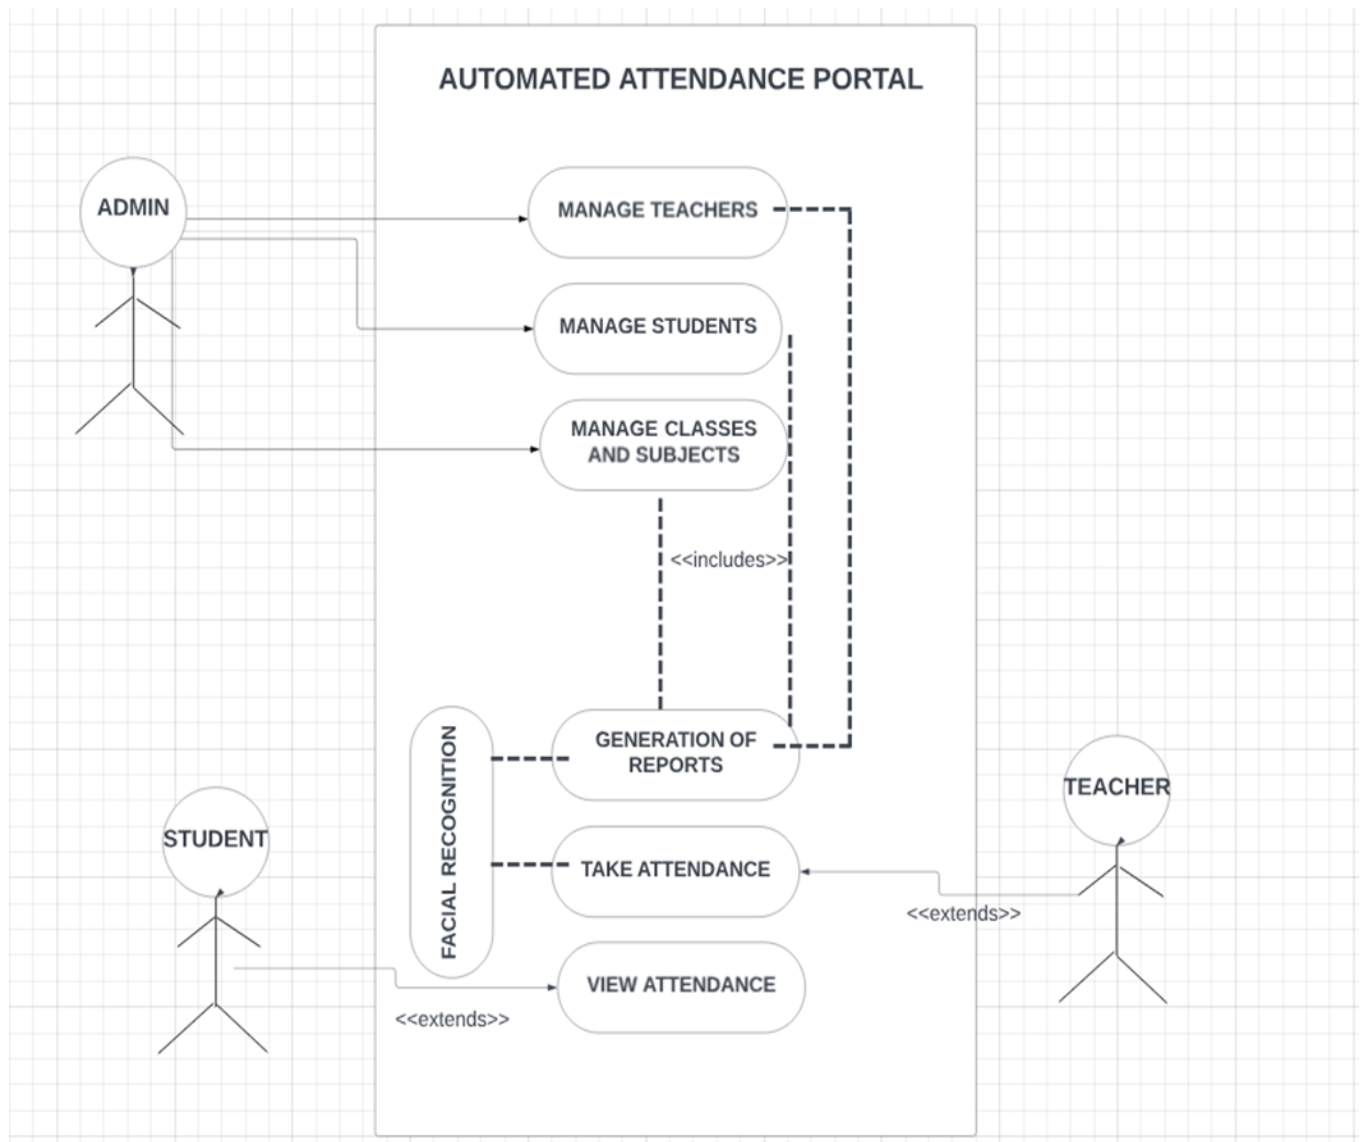 AUTOMATED ATTENDANCE PORTAL
ADMIN
MANAGE TEACHERS
MANAGE STUDENTS
MANAGE CLASSES
AND SUBJECTS
<<includes>>
GENERATION OF
REPORTS
FACIAL RECOGNITION
TEACHER
STUDENT
TAKE ATTENDANCE
<<extends>>
VIEW ATTENDANCE
<<extends>>